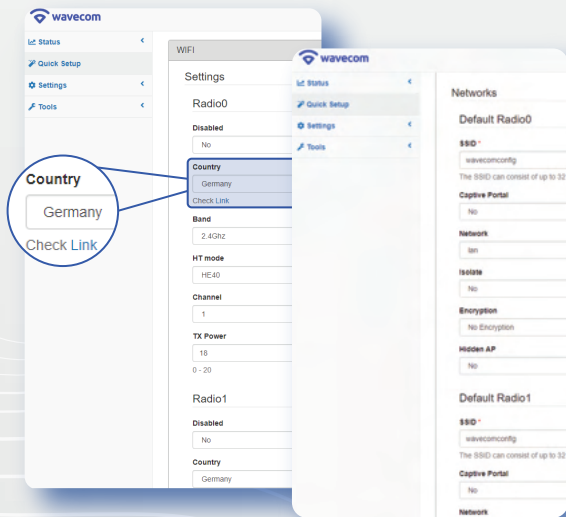 wavecom
Status
Quick Setup
Settings
Tools
WIFI
Settings
Radio0
Disabled
No
Country
Germany
Check Link
Band
2.4Ghz
HT mode
HE40
Channel
1
TX Power
18
0 - 20
Radio1
Disabled
No
Country
Germany
Country
Germany
Check Link
wavecom
Status
Quick Setup
Settings
Tools
Networks
Default Radio0
SSID *
wavecomconfig
The SSID can consist of up to 32
Captive Portal
No
Network
lan
Isolate
No
Encryption
No Encryption
Hidden AP
No
Default Radio1
SSID *
wavecomconfig
The SSID can consist of up to 32
Captive Portal
No
Network